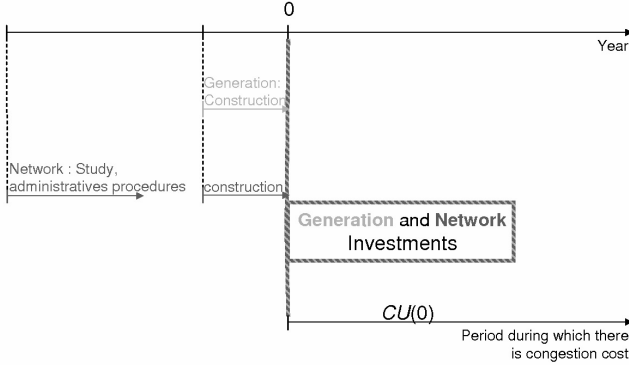 0
Year
Generation:
Construction
Network : Study,
administratives procedures
construction
Generation and Network
Investments
CU(0)
Period during which there
is congestion cost